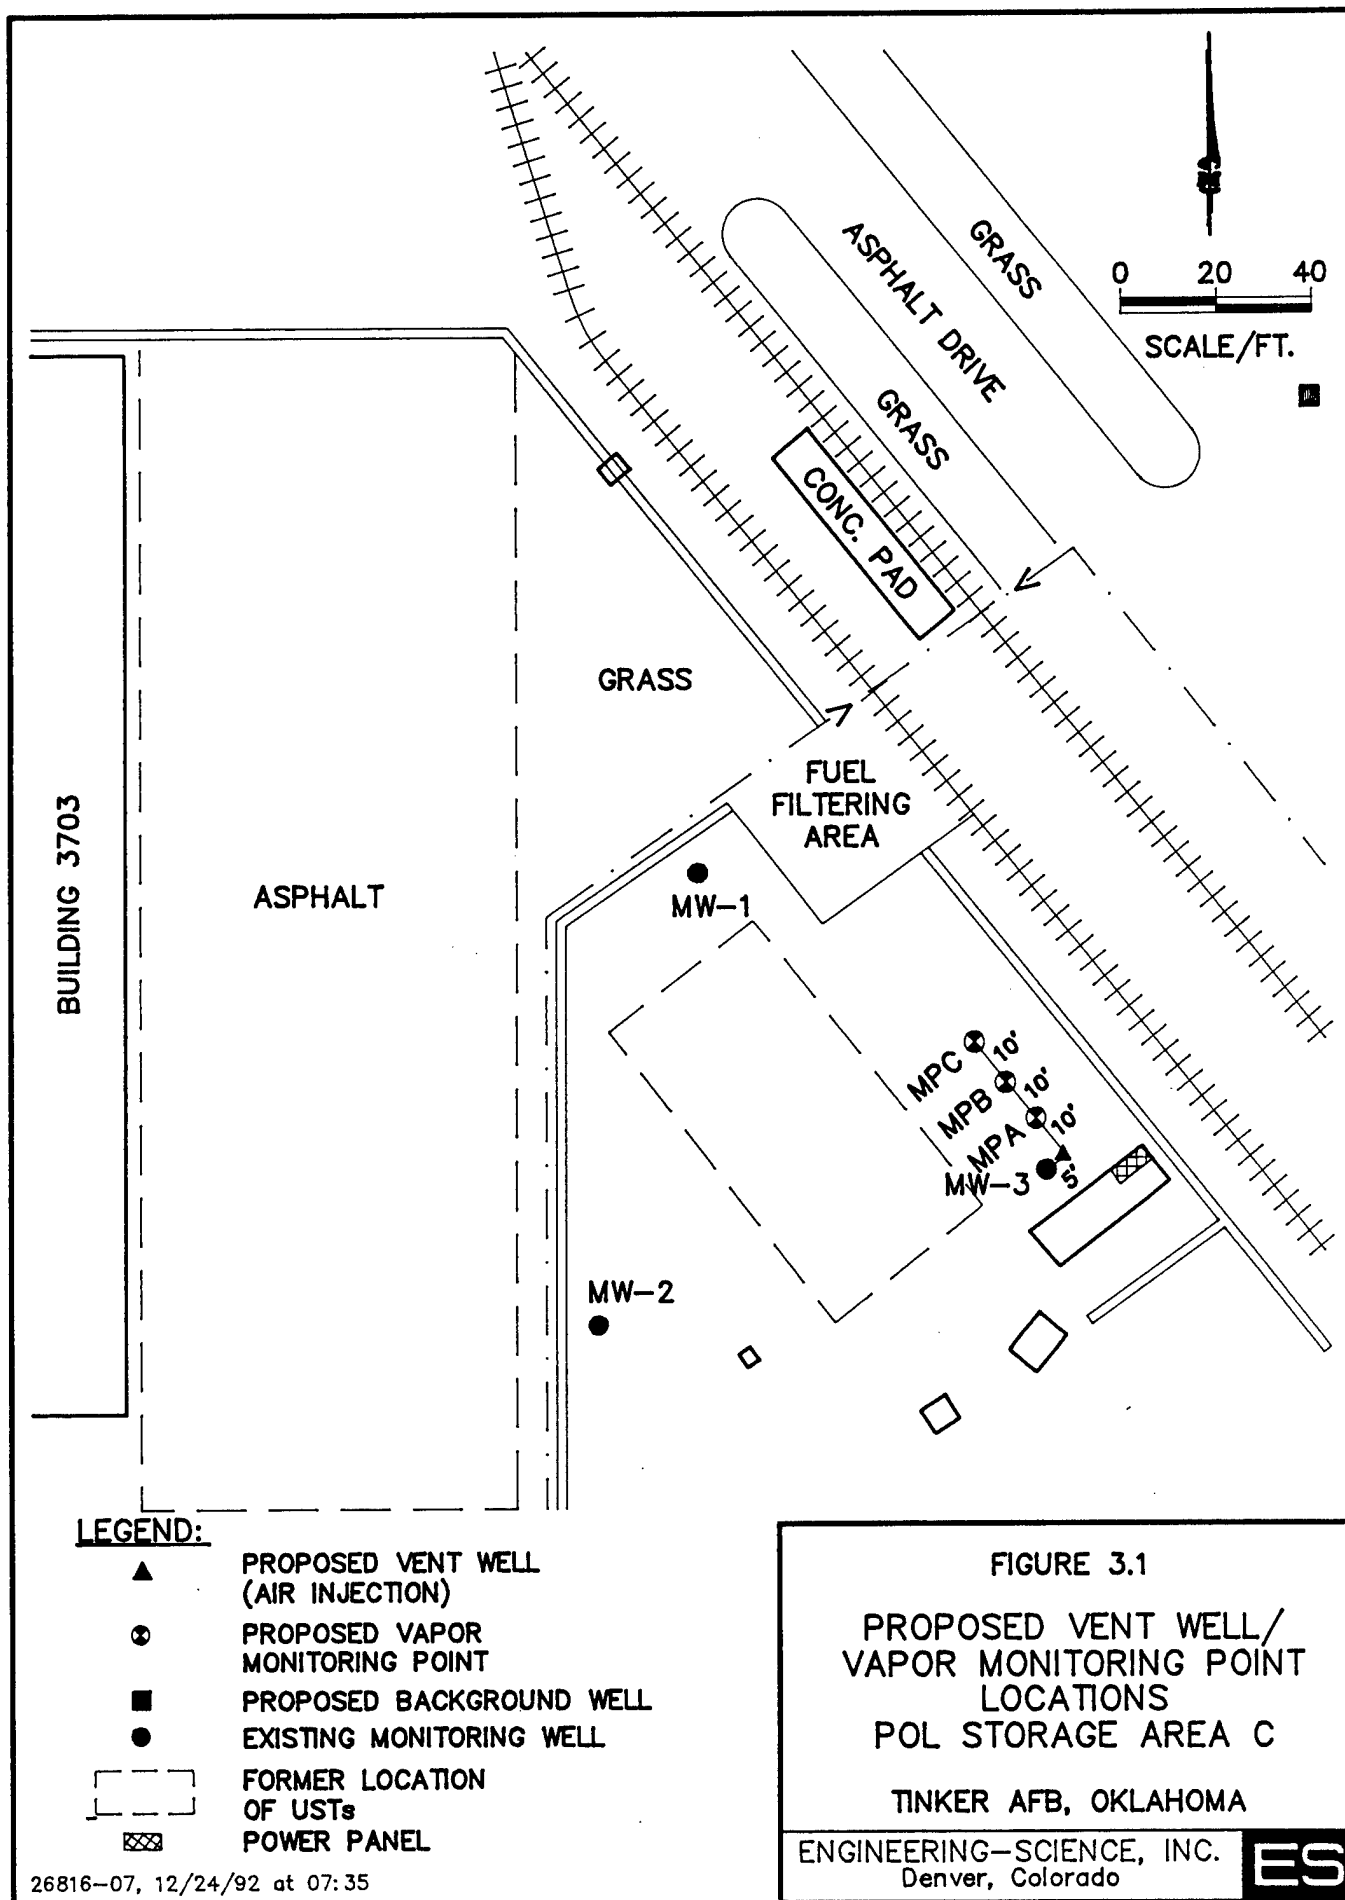 GRASS
ASPHALT DRIVE
GRASS
0 20 40
SCALE/FT.
CONC. PAD
GRASS
FUEL
FILTERING
AREA
BUILDING 3703
ASPHALT
MW-1
MPC
10'
MPB
10'
MPA
10'
MW-3
5'
MW-2
LEGEND:
PROPOSED VENT WELL
(AIR INJECTION)
PROPOSED VAPOR
MONITORING POINT
PROPOSED BACKGROUND WELL
EXISTING MONITORING WELL
FORMER LOCATION
OF USTs
POWER PANEL
26816-07, 12/24/92 at 07:35
FIGURE 3.1
PROPOSED VENT WELL/
VAPOR MONITORING POINT
LOCATIONS
POL STORAGE AREA C
TINKER AFB, OKLAHOMA
ENGINEERING-SCIENCE, INC.
Denver, Colorado
ES